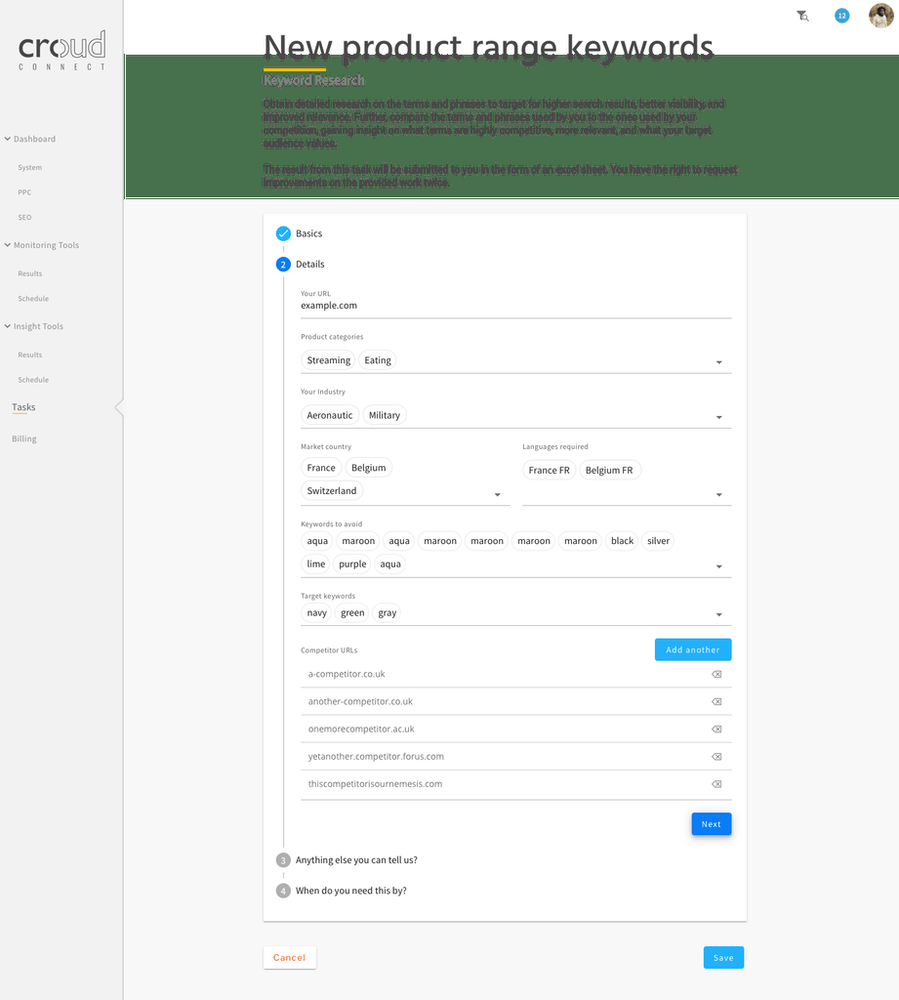 croud
CONNECT
12
Dashboard
System
PPC
SEO
Monitoring Tools
Results
Schedule
Insight Tools
Results
Schedule
Tasks
Billing
New product range keywords
Keyword Research
Obtain detailed research on the terms and phrases to target for higher search results, better visibility, and
improved relevance. Further, compare the terms and phrases used by you to the ones used by your
competition, gaining insight on what terms are highly competitive, more relevant, and what your target
audience values.
The result from this task will be submitted to you in the form of an excel sheet. You have the right to request
improvements on the provided work twice.
Basics
2 Details
Your URL
example.com
Product categories
Streaming Eating
Your Industry
Aeronautic Military
Market country
France Belgium
Switzerland
Languages required
France FR Belgium FR
Keywords to avoid
aqua maroon aqua maroon maroon maroon maroon black silver
lime purple aqua
Target keywords
navy green gray
Competitor URLs
Add another
a-competitor.co.uk
another-competitor.co.uk
onemorecompetitor.ac.uk
yetanother.competitor.forus.com
thiscompetitorisournemesis.com
Next
3 Anything else you can tell us?
4 When do you need this by?
Cancel
Save